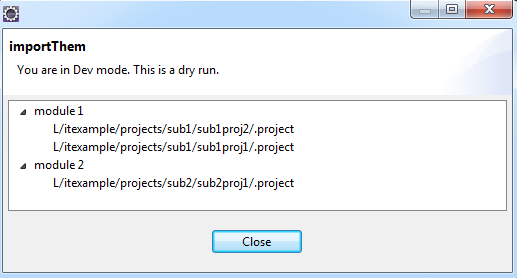 importThem
You are in Dev mode. This is a dry run.
module 1
L/itexample/projects/sub1/sub1proj2/.project
L/itexample/projects/sub1/sub1proj1/.project
module 2
L/itexample/projects/sub2/sub2proj1/.project
Close